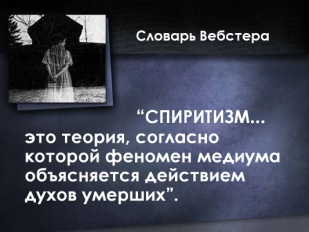 Словарь Вебстера
“СПИРИТИЗМ...
это теория, согласно
которой феномен медиума
объясняется действием
духов умерших”.